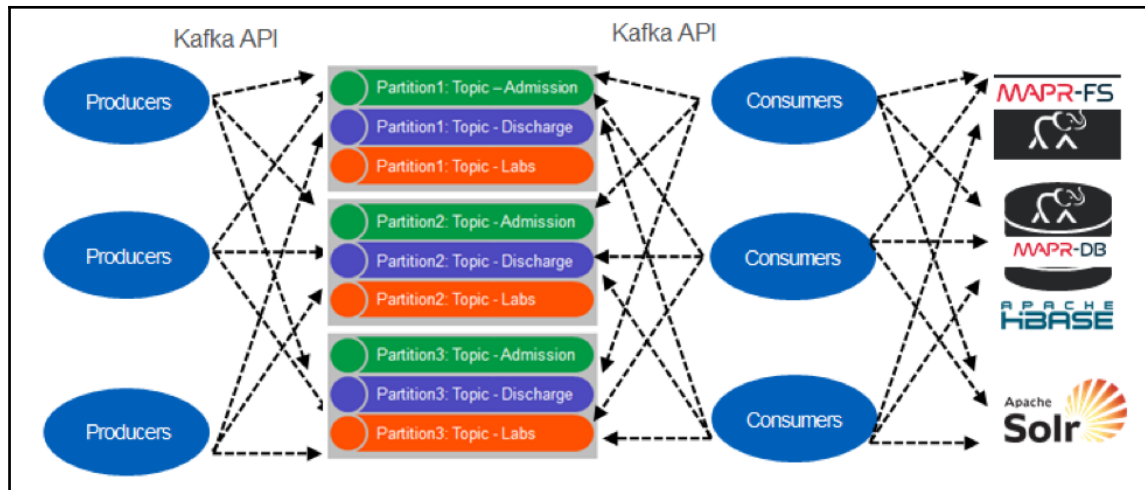 Kafka API
Kafka API
Producers
Partition1: Topic – Admission
Partition1: Topic - Discharge
Partition1: Topic - Labs
Consumers
MAPR-FS
Producers
Partition2: Topic - Admission
Partition2: Topic - Discharge
Partition2: Topic - Labs
Consumers
MAPR-DB
APACHE
HBASE
Producers
Partition3: Topic - Admission
Partition3: Topic - Discharge
Partition3: Topic - Labs
Consumers
Apache
Solr